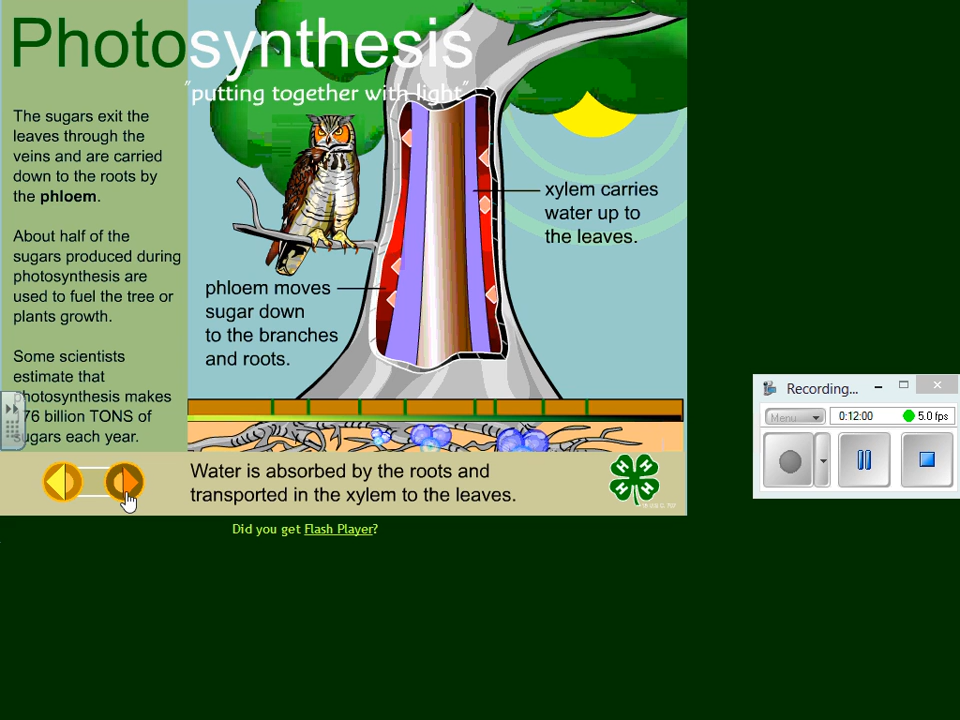 Photosynthesis
"putting together with light"
The sugars exit the
leaves through the
veins and are carried
down to the roots by
the phloem.
About half of the
sugars produced during
photosynthesis are
used to fuel the tree or
plants growth.
Some scientists
estimate that
photosynthesis makes
176 billion TONS of
sugars each year.
xylem carries
water up to
the leaves.
phloem moves
sugar down
to the branches
and roots.
Water is absorbed by the roots and
transported in the xylem to the leaves.
H H
H H
Did you get Flash Player?
Recording...
Menu
0:12:00
5.0 fps